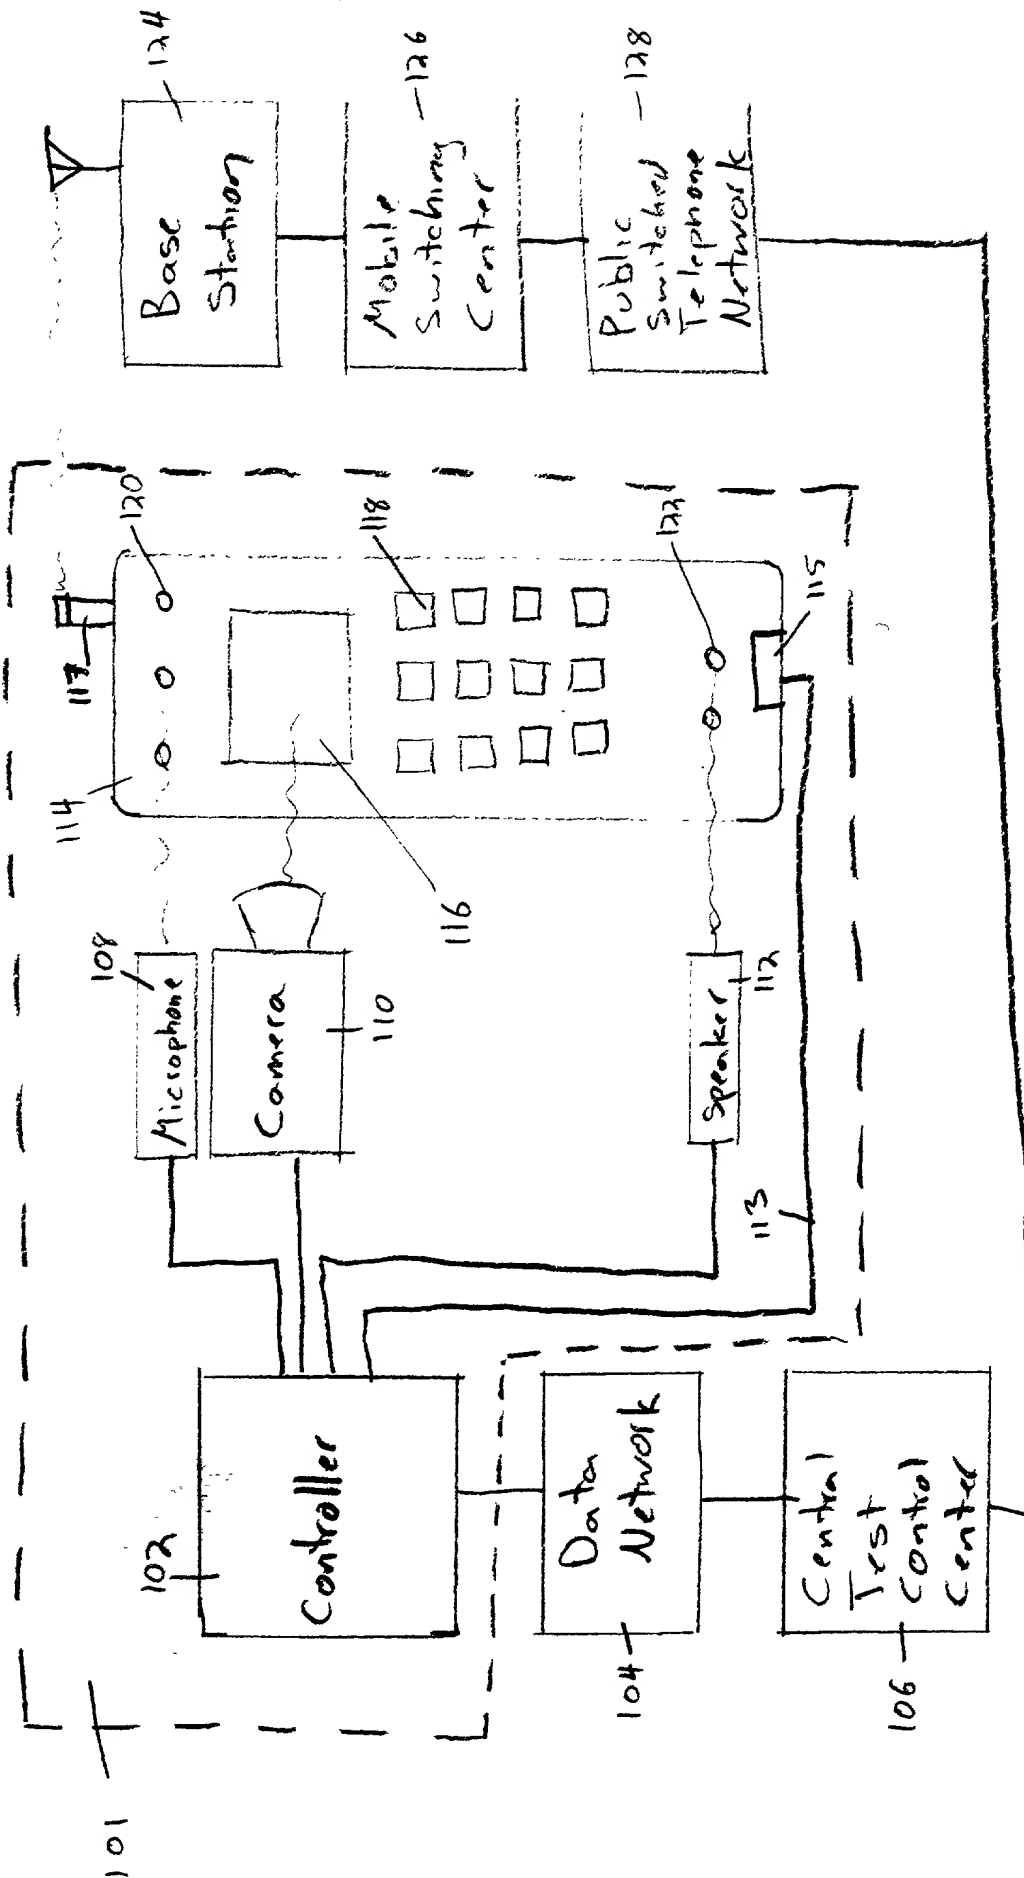 101
102
Controller
Microphone
108
Camera
110
Speaker
112
113
114
117
120
116
118
122
115
Data
Network
104
Central
Test
Control
Center
106
Base
Station
124
Mobile
Switching
Center
126
Public
Switched
Telephone
Network
128